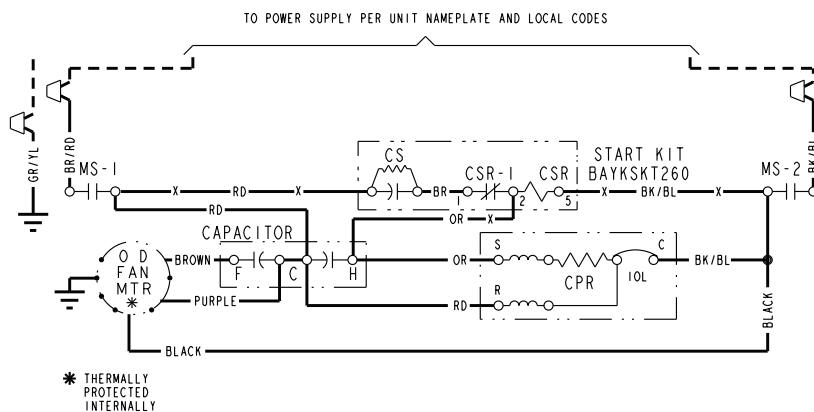 TO POWER SUPPLY PER UNIT NAMEPLATE AND LOCAL CODES
GR/YL
BR/RD
BK/BL
MS-1
CS
CSR-1
CSR
START KIT
BAYKSKT260
MS-2
X RD X
BR
1
2
5
X BK/BL X
RD
OR X
CAPACITOR
O D
FAN
MTR
*
BROWN
F
C
H
OR
S
CPR
IOL
C
BK/BL
PURPLE
RD
R
BLACK
BLACK
* THERMALLY
PROTECTED
INTERNALLY